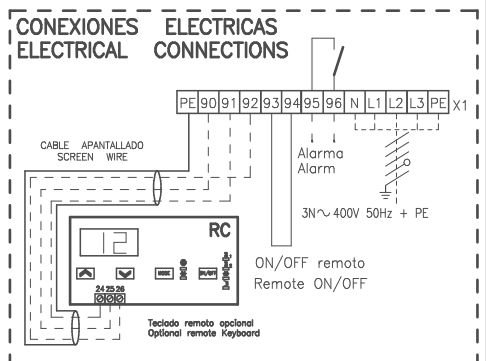 CONEXIONES ELECTRICAS
ELECTRICAL CONNECTIONS
PE 90 91 92 93 94 95 96 N L1 L2 L3 PE X1
CABLE APANTALLADO
SCREEN WIRE
Alarma
Alarm
3N~ 400V 50Hz + PE
RC
12
24 25 26
ON/OFF remoto
Remote ON/OFF
Teclado remoto opcional
Optional remote Keyboard